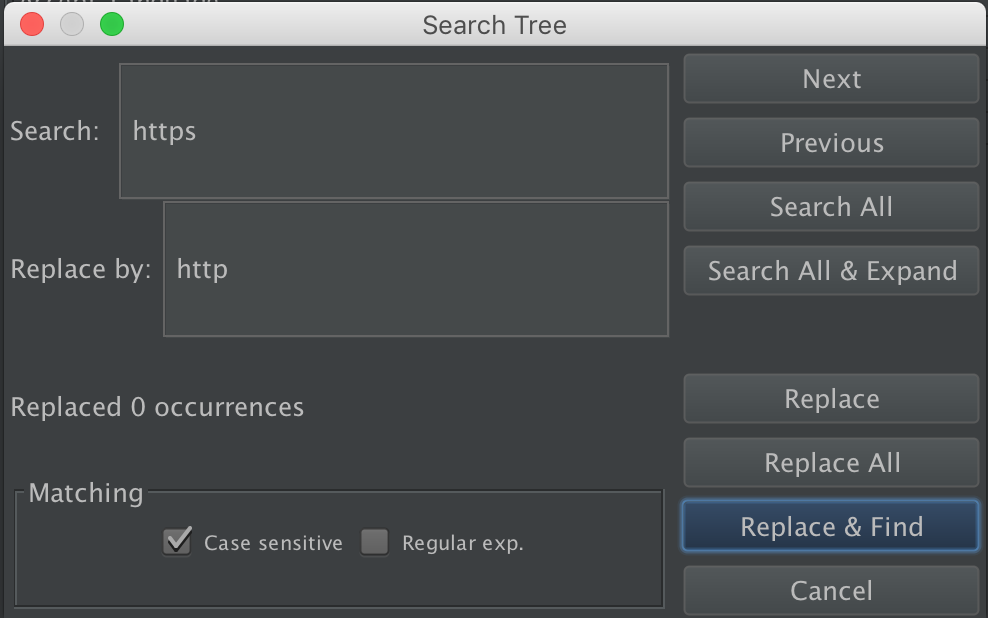 Search Tree
Search: https
Replace by: http
Replaced 0 occurrences
Matching
Case sensitive Regular exp.
Next
Previous
Search All
Search All & Expand
Replace
Replace All
Replace & Find
Cancel